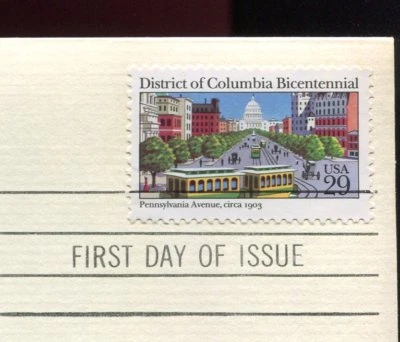 District of Columbia Bicentennial
USA
29
Pennsylvania Avenue, circa 1903
FIRST DAY OF ISSUE